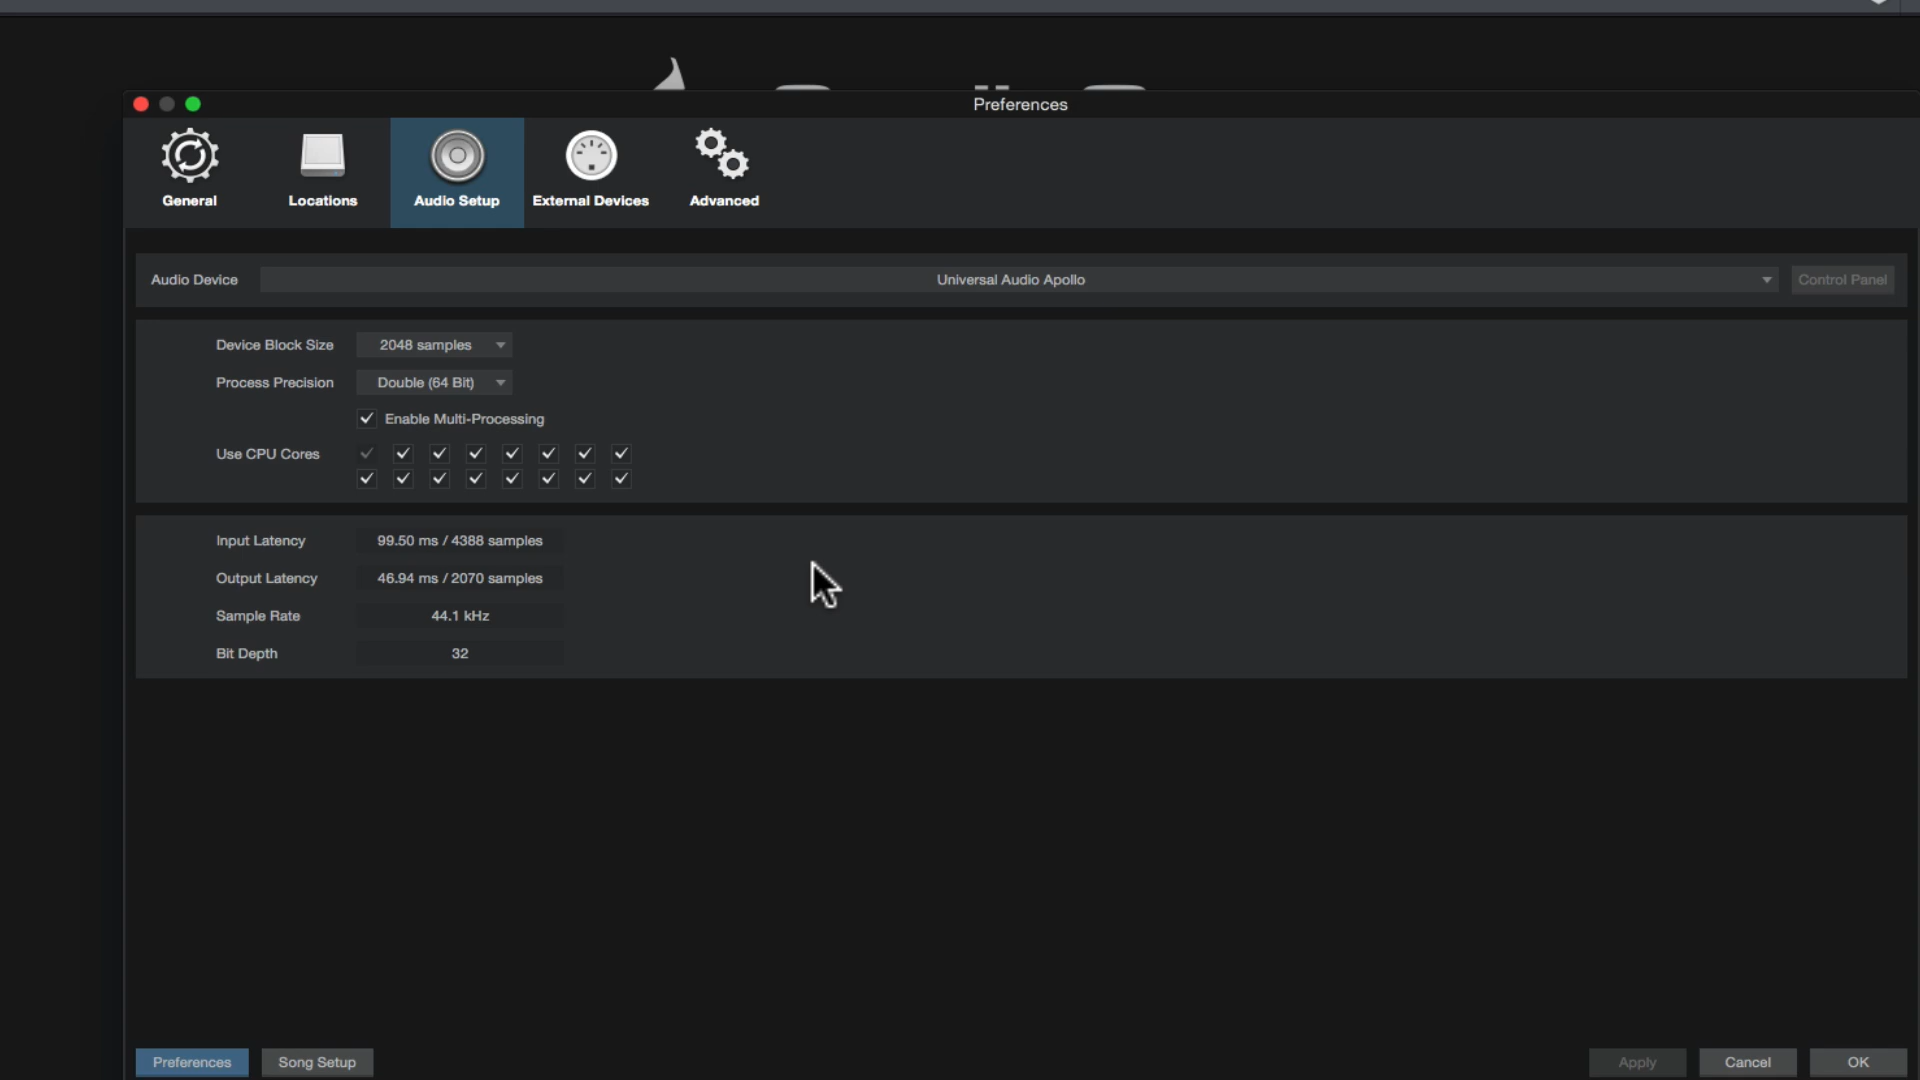 Preferences
General
Locations
Audio Setup
External Devices
Advanced
Audio Device
Universal Audio Apollo
Control Panel
Device Block Size
2048 samples
Process Precision
Double (64 Bit)
Enable Multi-Processing
Use CPU Cores
Input Latency
99.50 ms / 4388 samples
Output Latency
46.94 ms / 2070 samples
Sample Rate
44.1 kHz
Bit Depth
32
Preferences
Song Setup
Apply
Cancel
OK